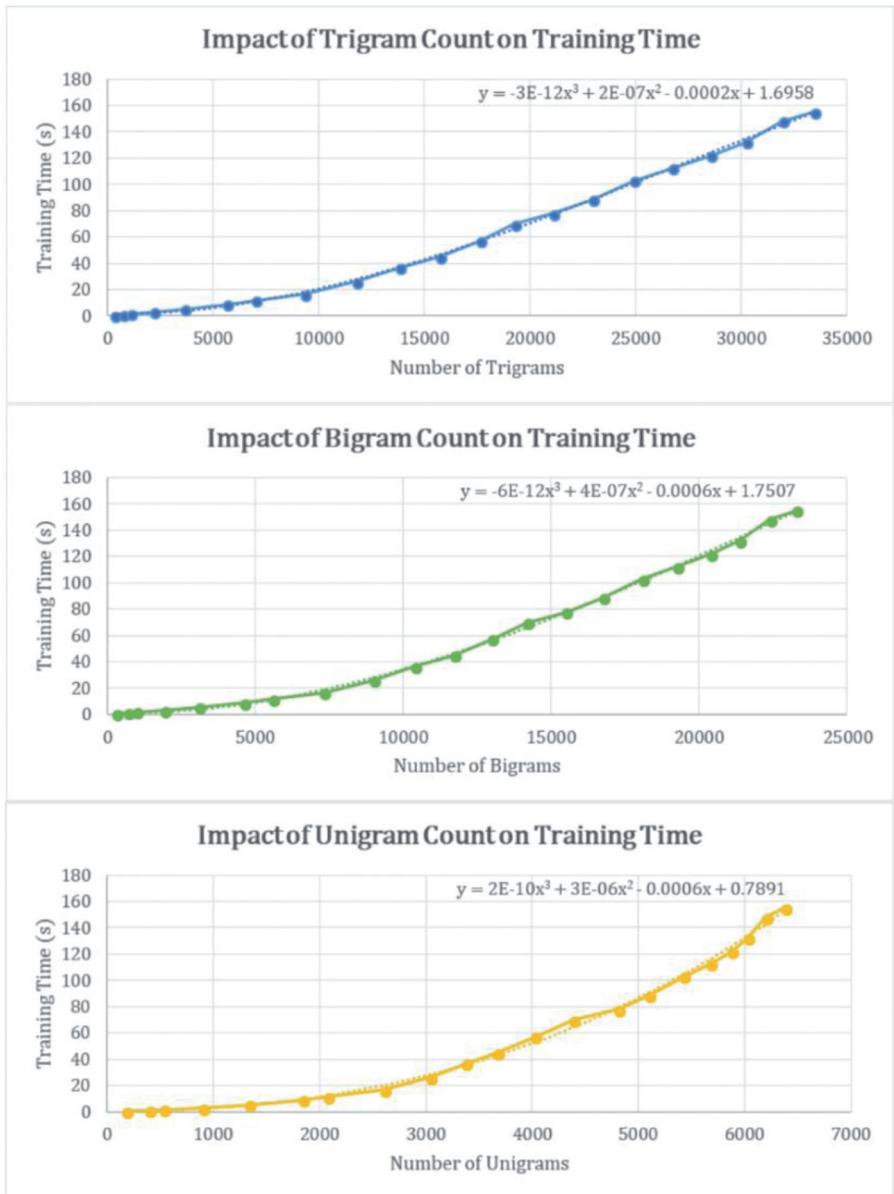 Impact of Trigram Count on Training Time
180
160
140
120
100
80
60
40
20
0
Training Time (s)
y = -3E-12x³ + 2E-07x² - 0.0002x + 1.6958
0 5000 10000 15000 20000 25000 30000 35000
Number of Trigrams
Impact of Bigram Count on Training Time
180
160
140
120
100
80
60
40
20
0
Training Time (s)
y = -6E-12x³ + 4E-07x² - 0.0006x + 1.7507
0 5000 10000 15000 20000 25000
Number of Bigrams
Impact of Unigram Count on Training Time
180
160
140
120
100
80
60
40
20
0
Training Time (s)
y = 2E-10x³ + 3E-06x² - 0.0006x + 0.7891
0 1000 2000 3000 4000 5000 6000 7000
Number of Unigrams